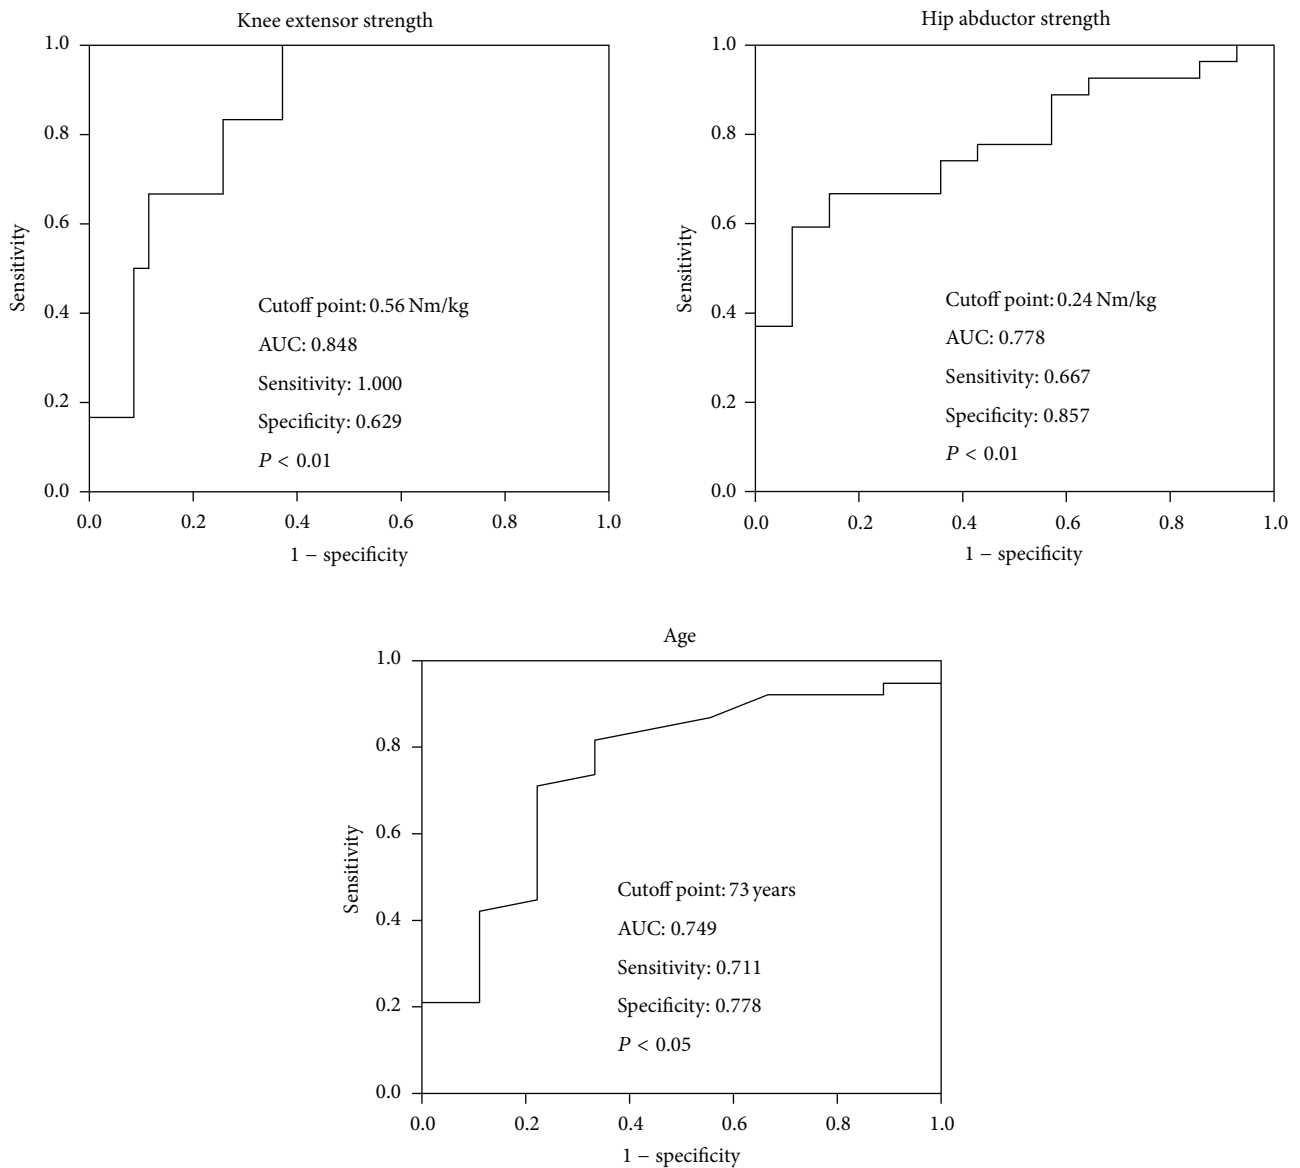 Knee extensor strength
1.0
0.8
0.6
0.4
0.2
0.0
Sensitivity
Cutoff point: 0.56 Nm/kg
AUC: 0.848
Sensitivity: 1.000
Specificity: 0.629
P < 0.01
0.0 0.2 0.4 0.6 0.8 1.0
1 − specificity
Hip abductor strength
1.0
0.8
0.6
0.4
0.2
0.0
Sensitivity
Cutoff point: 0.24 Nm/kg
AUC: 0.778
Sensitivity: 0.667
Specificity: 0.857
P < 0.01
0.0 0.2 0.4 0.6 0.8 1.0
1 − specificity
Age
1.0
0.8
0.6
0.4
0.2
0.0
Sensitivity
Cutoff point: 73 years
AUC: 0.749
Sensitivity: 0.711
Specificity: 0.778
P < 0.05
0.0 0.2 0.4 0.6 0.8 1.0
1 − specificity